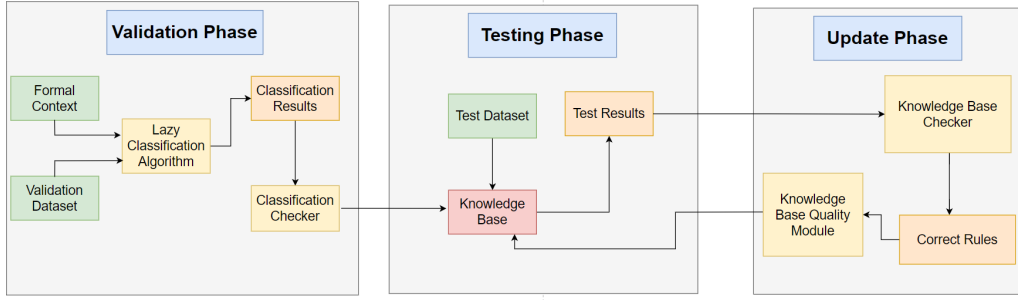 Validation Phase
Formal
Context
Lazy
Classification
Algorithm
Validation
Dataset
Classification
Results
Classification
Checker
Testing Phase
Test Dataset
Test Results
Knowledge
Base
Update Phase
Knowledge Base
Checker
Knowledge
Base Quality
Module
Correct Rules